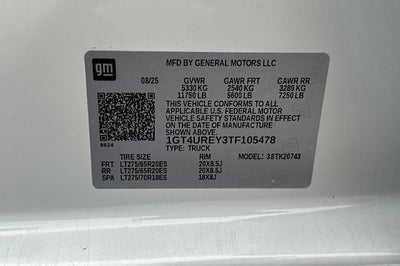 gm
MFD BY GENERAL MOTORS LLC
08/25 GVWR GAWR FRT GAWR RR
5330 KG 2540 KG 3289 KG
11750 LB 5600 LB 7250 LB
THIS VEHICLE CONFORMS TO ALL
APPLICABLE U.S. FEDERAL MOTOR
VEHICLE SAFETY STANDARDS IN
EFFECT ON THE DATE OF
MANUFACTURE SHOWN ABOVE.
1GT4UREY3TF105478
8624 TYPE: TRUCK
TIRE SIZE RIM MODEL: 38TK20743
FRT LT275/65R20ES 20X8.5J
RR LT275/65R20ES 20X8.5J
SPA LT275/70R18ES 18X8J